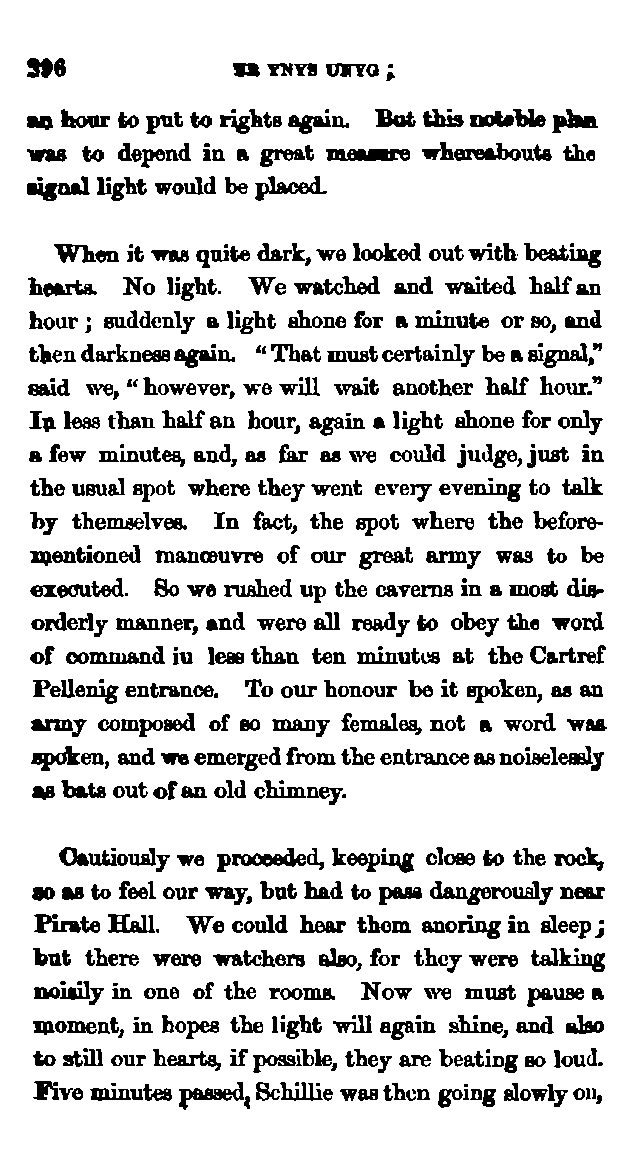 396 YR YNYS UNYG ;
an hour to put to rights again. But this notable plan
was to depend in a great measure whereabouts the
signal light would be placed.
When it was quite dark, we looked out with beating
hearts. No light. We watched and waited half an
hour ; suddenly a light shone for a minute or so, and
then darkness again. “ That must certainly be a signal,”
said we, “ however, we will wait another half hour.”
In less than half an hour, again a light shone for only
a few minutes, and, as far as we could judge, just in
the usual spot where they went every evening to talk
by themselves. In fact, the spot where the before-
mentioned manœuvre of our great army was to be
executed. So we rushed up the caverns in a most dis-
orderly manner, and were all ready to obey the word
of command iu less than ten minutes at the Cartref
Pellenig entrance. To our honour be it spoken, as an
army composed of so many females, not a word was
spoken, and we emerged from the entrance as noiselessly
as bats out of an old chimney.
Cautiously we proceeded, keeping close to the rock,
so as to feel our way, but had to pass dangerously near
Pirate Hall. We could hear them snoring in sleep ;
but there were watchers also, for they were talking
noisily in one of the rooms. Now we must pause a
moment, in hopes the light will again shine, and also
to still our hearts, if possible, they are beating so loud.
Five minutes passed, Schillie was then going slowly on,